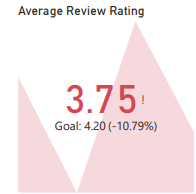 Average Review Rating
3.75!
Goal: 4.20 (-10.79%)